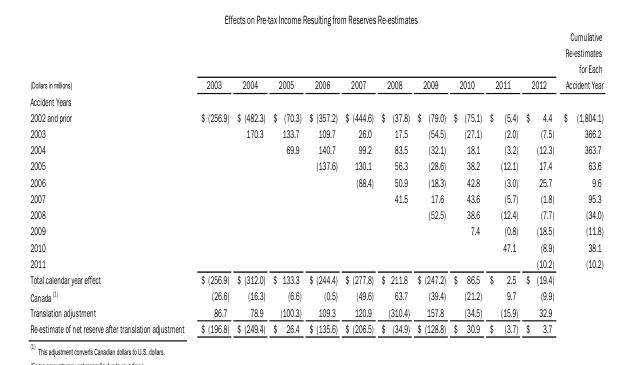 Effects on Pre-tax Income Resulting from Reserves Re-estimates
Cumulative
Re-estimates
for Each
(Dollars in millions) 2003 2004 2005 2006 2007 2008 2009 2010 2011 2012 Accident Year
Accident Years
2002 and prior $ (256.9) $ (482.3) $ (70.3) $ (357.2) $ (444.6) $ (37.8) $ (79.0) $ (75.1) $ (5.4) $ 4.4 $ (1,804.1)
2003 170.3 133.7 109.7 26.0 17.5 (54.5) (27.1) (2.0) (7.5) 366.2
2004 69.9 140.7 99.2 83.5 (32.1) 18.1 (3.2) (12.3) 363.7
2005 (137.6) 130.1 56.3 (28.6) 38.2 (12.1) 17.4 63.6
2006 (88.4) 50.9 (18.3) 42.8 (3.0) 25.7 9.6
2007 41.5 17.6 43.6 (5.7) (1.8) 95.3
2008 (52.5) 38.6 (12.4) (7.7) (34.0)
2009 7.4 (0.8) (18.5) (11.8)
2010 47.1 (8.9) 38.1
2011 (10.2) (10.2)
Total calendar year effect $ (256.9) $ (312.0) $ 133.3 $ (244.4) $ (277.8) $ 211.8 $ (247.2) $ 86.5 $ 2.5 $ (19.4)
Canada (1) (26.6) (16.3) (6.6) (0.5) (49.6) 63.7 (39.4) (21.2) 9.7 (9.9)
Translation adjustment 86.7 78.9 (100.3) 109.3 120.9 (310.4) 157.8 (34.5) (15.9) 32.9
Re-estimate of net reserve after translation adjustment $ (196.8) $ (249.4) $ 26.4 $ (135.6) $ (206.5) $ (34.9) $ (128.8) $ 30.9 $ (3.7) $ 3.7
(1) This adjustment converts Canadian dollars to U.S. dollars.